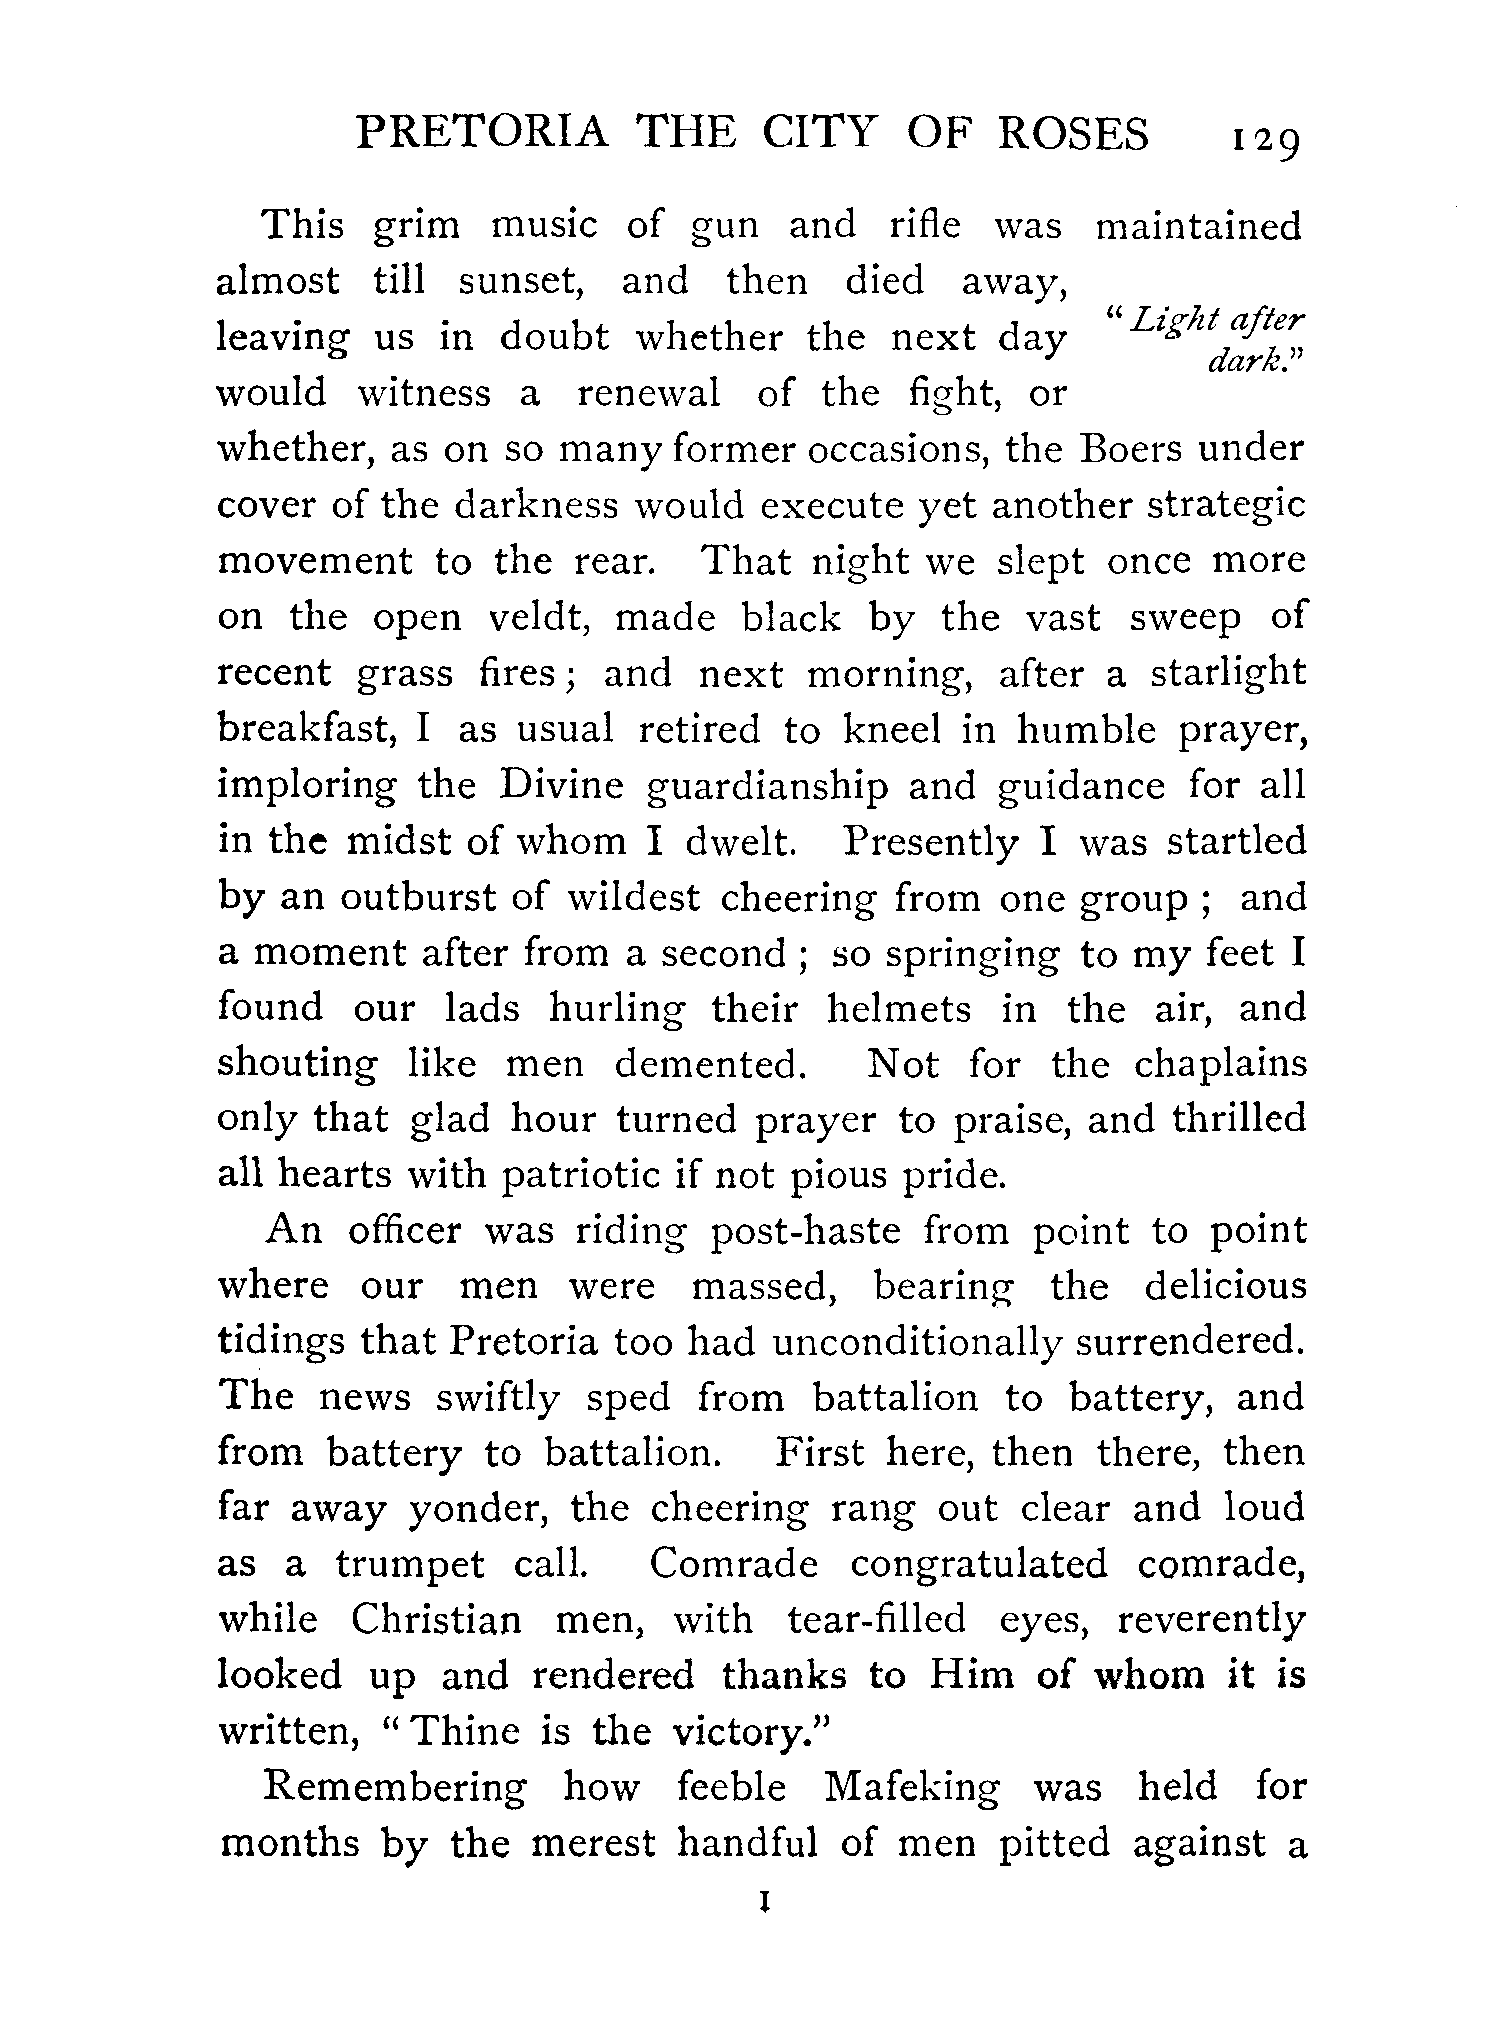 PRETORIA THE CITY OF ROSES 129
This grim music of gun and rifle was maintained
almost till sunset, and then died away,
leaving us in doubt whether the next day
would witness a renewal of the fight, or
“Light after
dark.”
whether, as on so many former occasions, the Boers under
cover of the darkness would execute yet another strategic
movement to the rear. That night we slept once more
on the open veldt, made black by the vast sweep of
recent grass fires; and next morning, after a starlight
breakfast, I as usual retired to kneel in humble prayer,
imploring the Divine guardianship and guidance for all
in the midst of whom I dwelt. Presently I was startled
by an outburst of wildest cheering from one group; and
a moment after from a second; so springing to my feet I
found our lads hurling their helmets in the air, and
shouting like men demented. Not for the chaplains
only that glad hour turned prayer to praise, and thrilled
all hearts with patriotic if not pious pride.
An officer was riding post-haste from point to point
where our men were massed, bearing the delicious
tidings that Pretoria too had unconditionally surrendered.
The news swiftly sped from battalion to battery, and
from battery to battalion. First here, then there, then
far away yonder, the cheering rang out clear and loud
as a trumpet call. Comrade congratulated comrade,
while Christian men, with tear-filled eyes, reverently
looked up and rendered thanks to Him of whom it is
written, “Thine is the victory.”
Remembering how feeble Mafeking was held for
months by the merest handful of men pitted against a
I